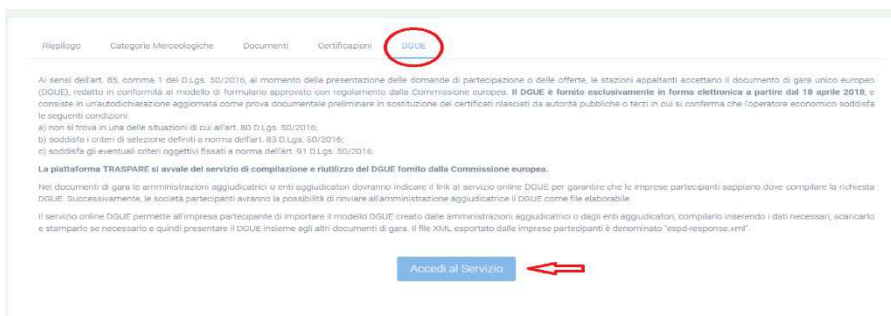 Riepilogo Categorie Merceologiche Documenti Certificazioni DGUE
Ai sensi dell'art. 85, comma 1 del D.Lgs. 50/2016, al momento della presentazione delle domande di partecipazione o delle offerte, le stazioni appaltanti accettano il documento di gara unico europeo
(DGUE), redatto in conformità al modello di formulario approvato con regolamento dalla Commissione europea. Il DGUE è fornito esclusivamente in forma elettronica a partire dal 18 aprile 2018, e
consiste in un'autodichiarazione aggiornata come prova documentale preliminare in sostituzione dei certificati rilasciati da autorità pubbliche o terzi in cui si conferma che l'operatore economico soddisfa
le seguenti condizioni:
a) non si trova in una delle situazioni di cui all'art. 80 D.Lgs. 50/2016;
b) soddisfa i criteri di selezione definiti a norma dell'art. 83 D.Lgs. 50/2016;
c) soddisfa gli eventuali criteri oggettivi fissati a norma dell'art. 91 D.Lgs. 50/2016.
La piattaforma TRASPARE si avvale del servizio di compilazione e riutilizzo del DGUE fornito dalla Commissione europea.
Nei documenti di gara le amministrazioni aggiudicatrici o enti aggiudicatori dovranno indicare il link al servizio online DGUE per garantire che le imprese partecipanti sappiano dove compilare la richiesta
DGUE. Successivamente, le società partecipanti avranno la possibilità di rinviare all'amministrazione aggiudicatrice il DGUE come file elaborabile.
Il servizio online DGUE permette all'impresa partecipante di importare il modello DGUE creato dalle amministrazioni aggiudicatrici o dagli enti aggiudicatori, compilarlo inserendo i dati necessari, scaricarlo
e stamparlo se necessario e quindi presentare il DGUE insieme agli altri documenti di gara. Il file XML esportato dalle imprese partecipanti è denominato "espd-response.xml".
Accedi al Servizio